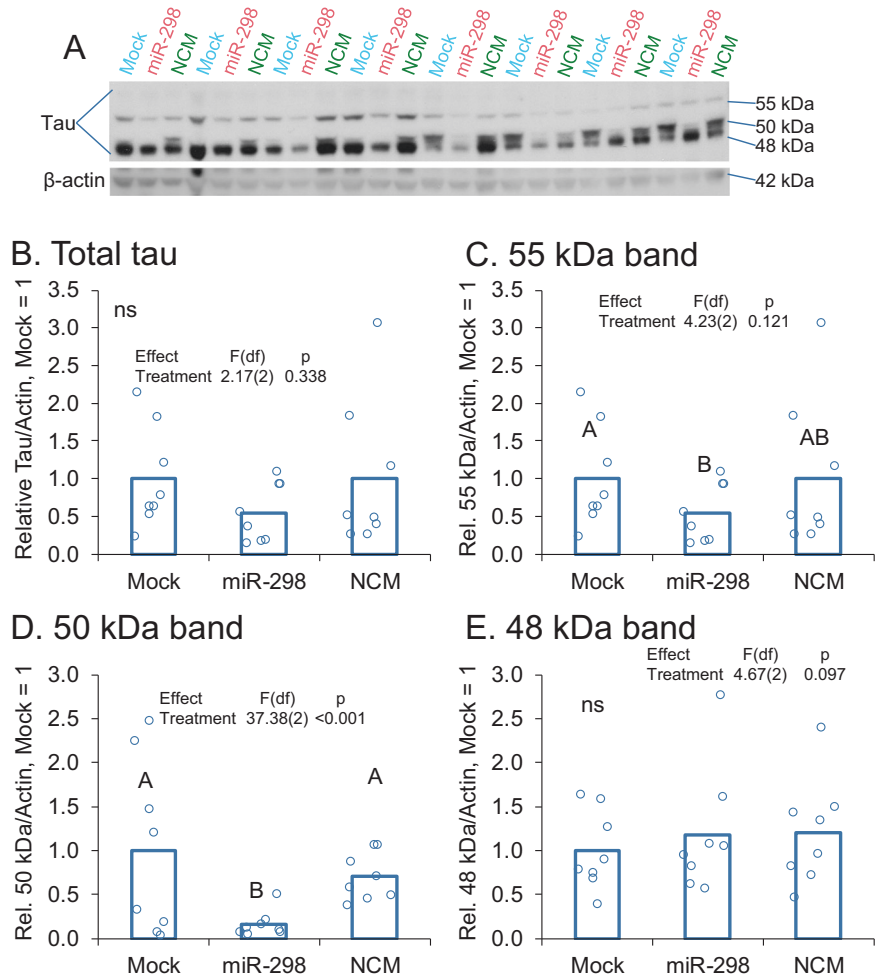 A
Mock miR-298 NCM Mock miR-298 NCM Mock miR-298 NCM Mock miR-298 NCM Mock miR-298 NCM Mock miR-298 NCM Mock miR-298 NCM Mock miR-298 NCM
Tau
55 kDa
50 kDa
48 kDa
β-actin
42 kDa
B. Total tau
Relative Tau/Actin, Mock = 1
3.5
3.0
2.5
2.0
1.5
1.0
0.5
0.0
ns
Effect F(df) p
Treatment 2.17(2) 0.338
Mock miR-298 NCM
C. 55 kDa band
Rel. 55 kDa/Actin, Mock = 1
3.5
3.0
2.5
2.0
1.5
1.0
0.5
0.0
Effect F(df) p
Treatment 4.23(2) 0.121
A B AB
Mock miR-298 NCM
D. 50 kDa band
Rel. 50 kDa/Actin, Mock = 1
3.0
2.5
2.0
1.5
1.0
0.5
0.0
Effect F(df) p
Treatment 37.38(2) <0.001
A B A
Mock miR-298 NCM
E. 48 kDa band
Rel. 48 kDa/Actin, Mock = 1
3.0
2.5
2.0
1.5
1.0
0.5
0.0
Effect F(df) p
Treatment 4.67(2) 0.097
ns
Mock miR-298 NCM